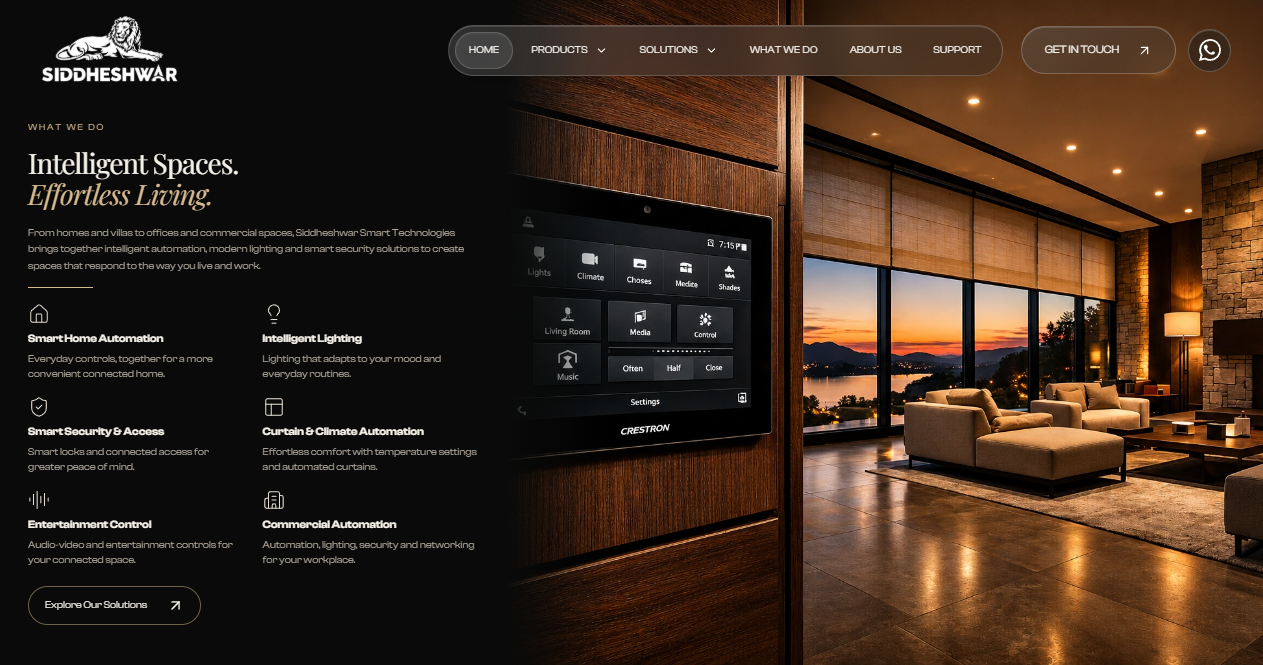 SIDDHESHWAR
HOME
PRODUCTS
SOLUTIONS
WHAT WE DO
ABOUT US
SUPPORT
GET IN TOUCH
WHAT WE DO
Intelligent Spaces.
Effortless Living.
From homes and villas to offices and commercial spaces, Siddheshwar Smart Technologies
brings together intelligent automation, modern lighting and smart security solutions to create
spaces that respond to the way you live and work.
Smart Home Automation
Everyday controls, together for a more
convenient connected home.
Intelligent Lighting
Lighting that adapts to your mood and
everyday routines.
Smart Security & Access
Smart locks and connected access for
greater peace of mind.
Curtain & Climate Automation
Effortless comfort with temperature settings
and automated curtains.
Entertainment Control
Audio-video and entertainment controls for
your connected space.
Commercial Automation
Automation, lighting, security and networking
for your workplace.
Explore Our Solutions
7:15
Lights
Climate
Choses
Medite
Shades
Living Room
Media
Control
Music
Often
Half
Close
Settings
CRESTRON